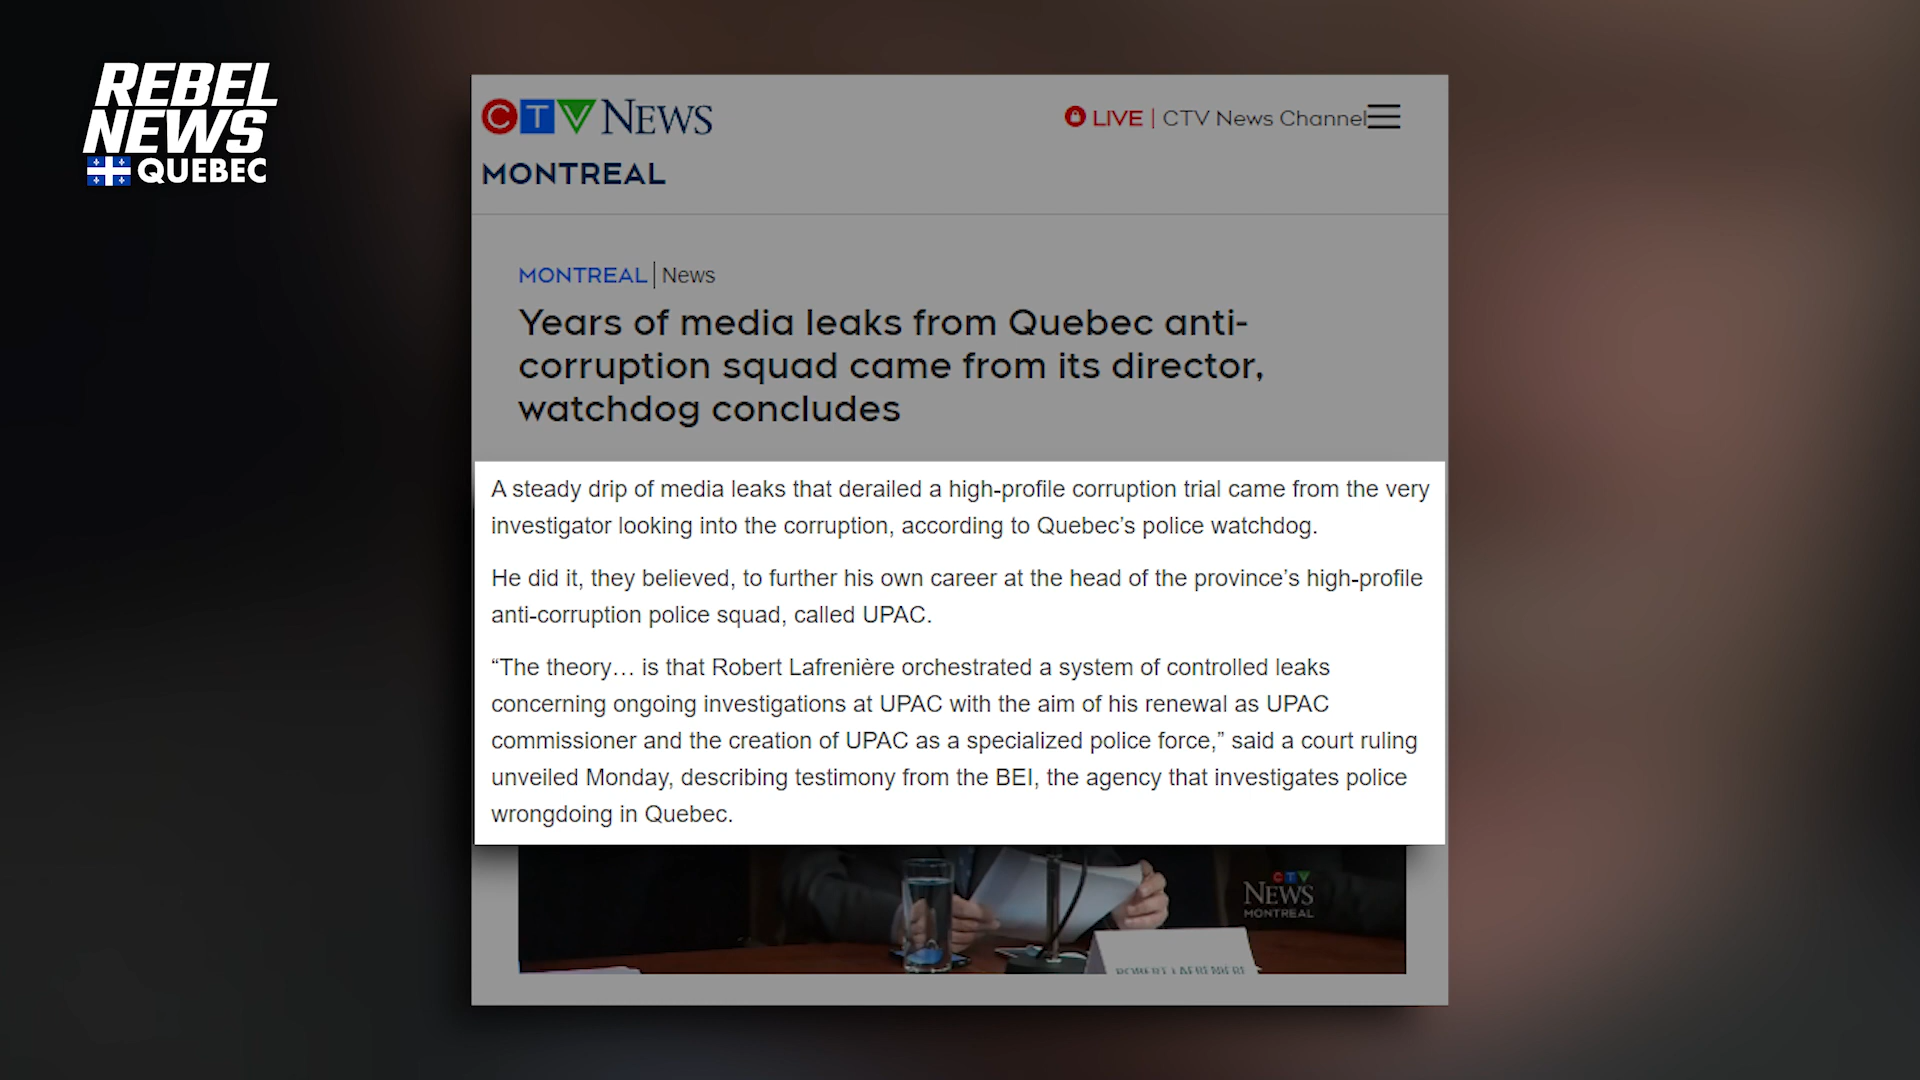 REBEL
NEWS
QUEBEC
CTV NEWS
LIVE | CTV News Channel
MONTREAL
MONTREAL | News
Years of media leaks from Quebec anti-
corruption squad came from its director,
watchdog concludes
A steady drip of media leaks that derailed a high-profile corruption trial came from the very
investigator looking into the corruption, according to Quebec’s police watchdog.
He did it, they believed, to further his own career at the head of the province’s high-profile
anti-corruption police squad, called UPAC.
“The theory… is that Robert Lafrenière orchestrated a system of controlled leaks
concerning ongoing investigations at UPAC with the aim of his renewal as UPAC
commissioner and the creation of UPAC as a specialized police force,” said a court ruling
unveiled Monday, describing testimony from the BEI, the agency that investigates police
wrongdoing in Quebec.
CTV
NEWS
MONTREAL
ROBERT LAFRENIÈRE